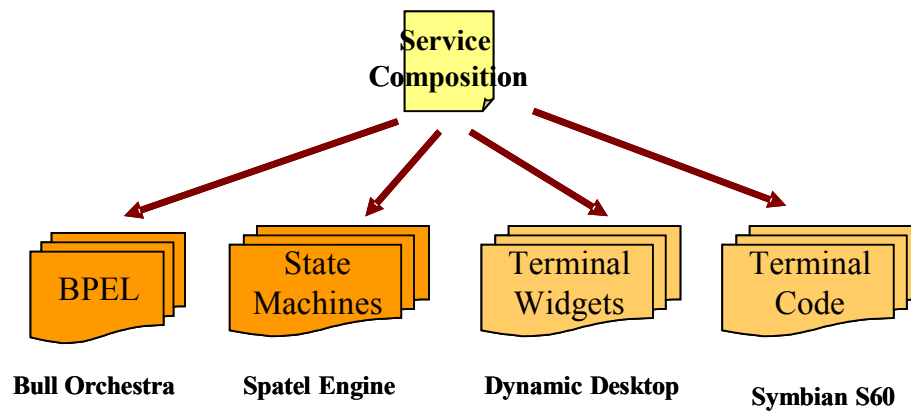 Service
Composition
BPEL
State
Machines
Terminal
Widgets
Terminal
Code
Bull Orchestra
Spatel Engine
Dynamic Desktop
Symbian S60